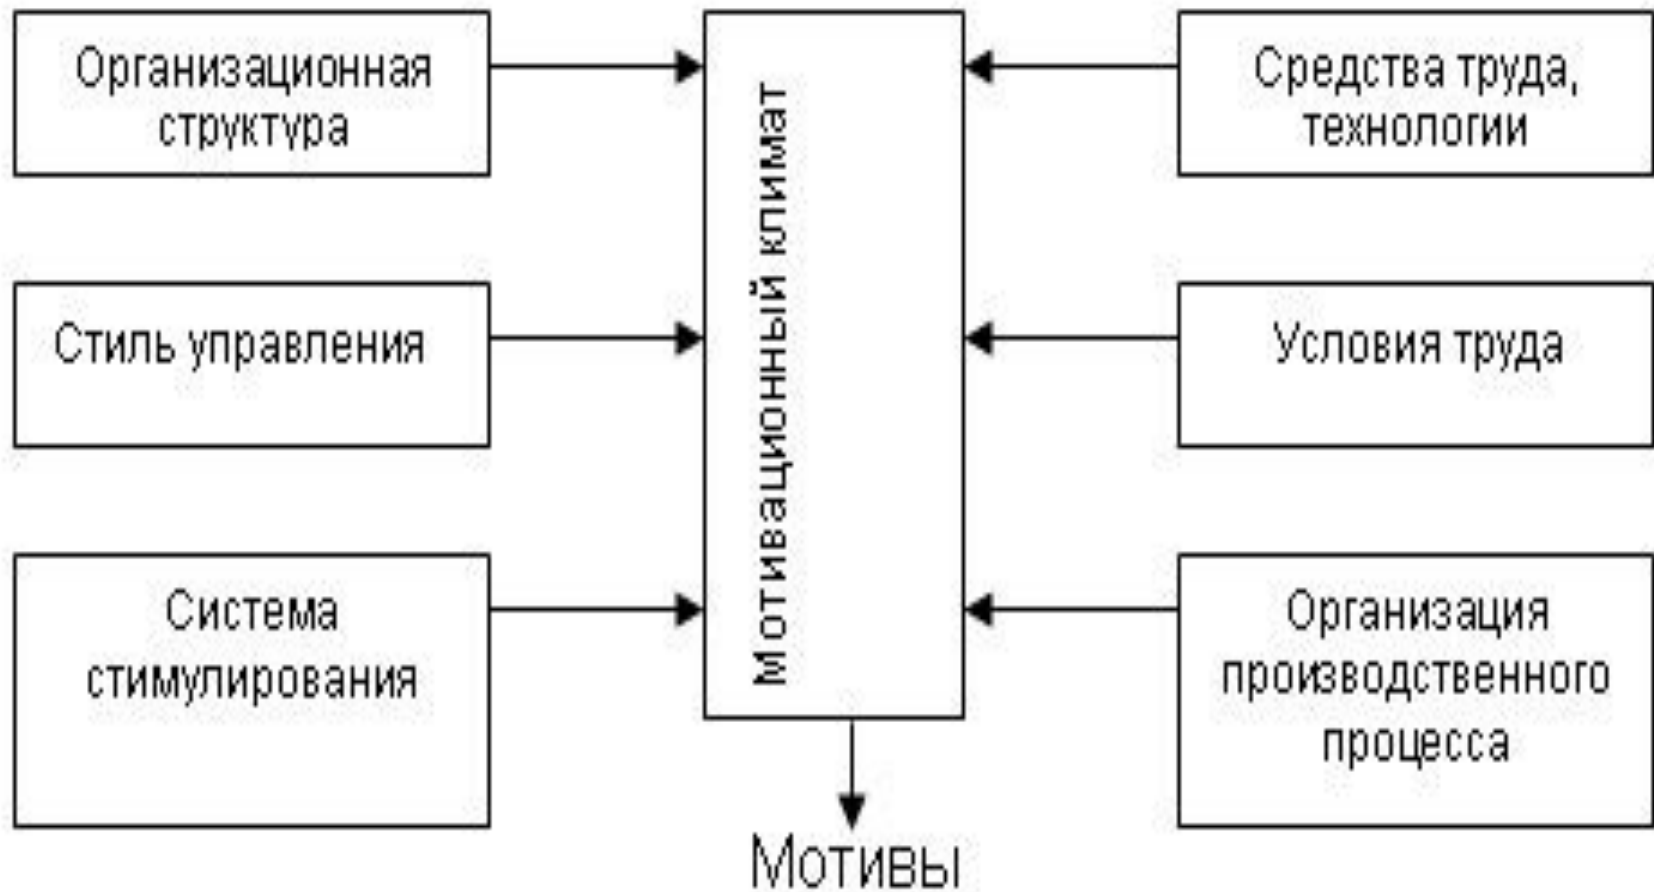 Организационная
структура
Стиль управления
Система
стимулирования
Мотивационный климат
Средства труда,
технологии
Условия труда
Организация
производственного
процесса
Мотивы